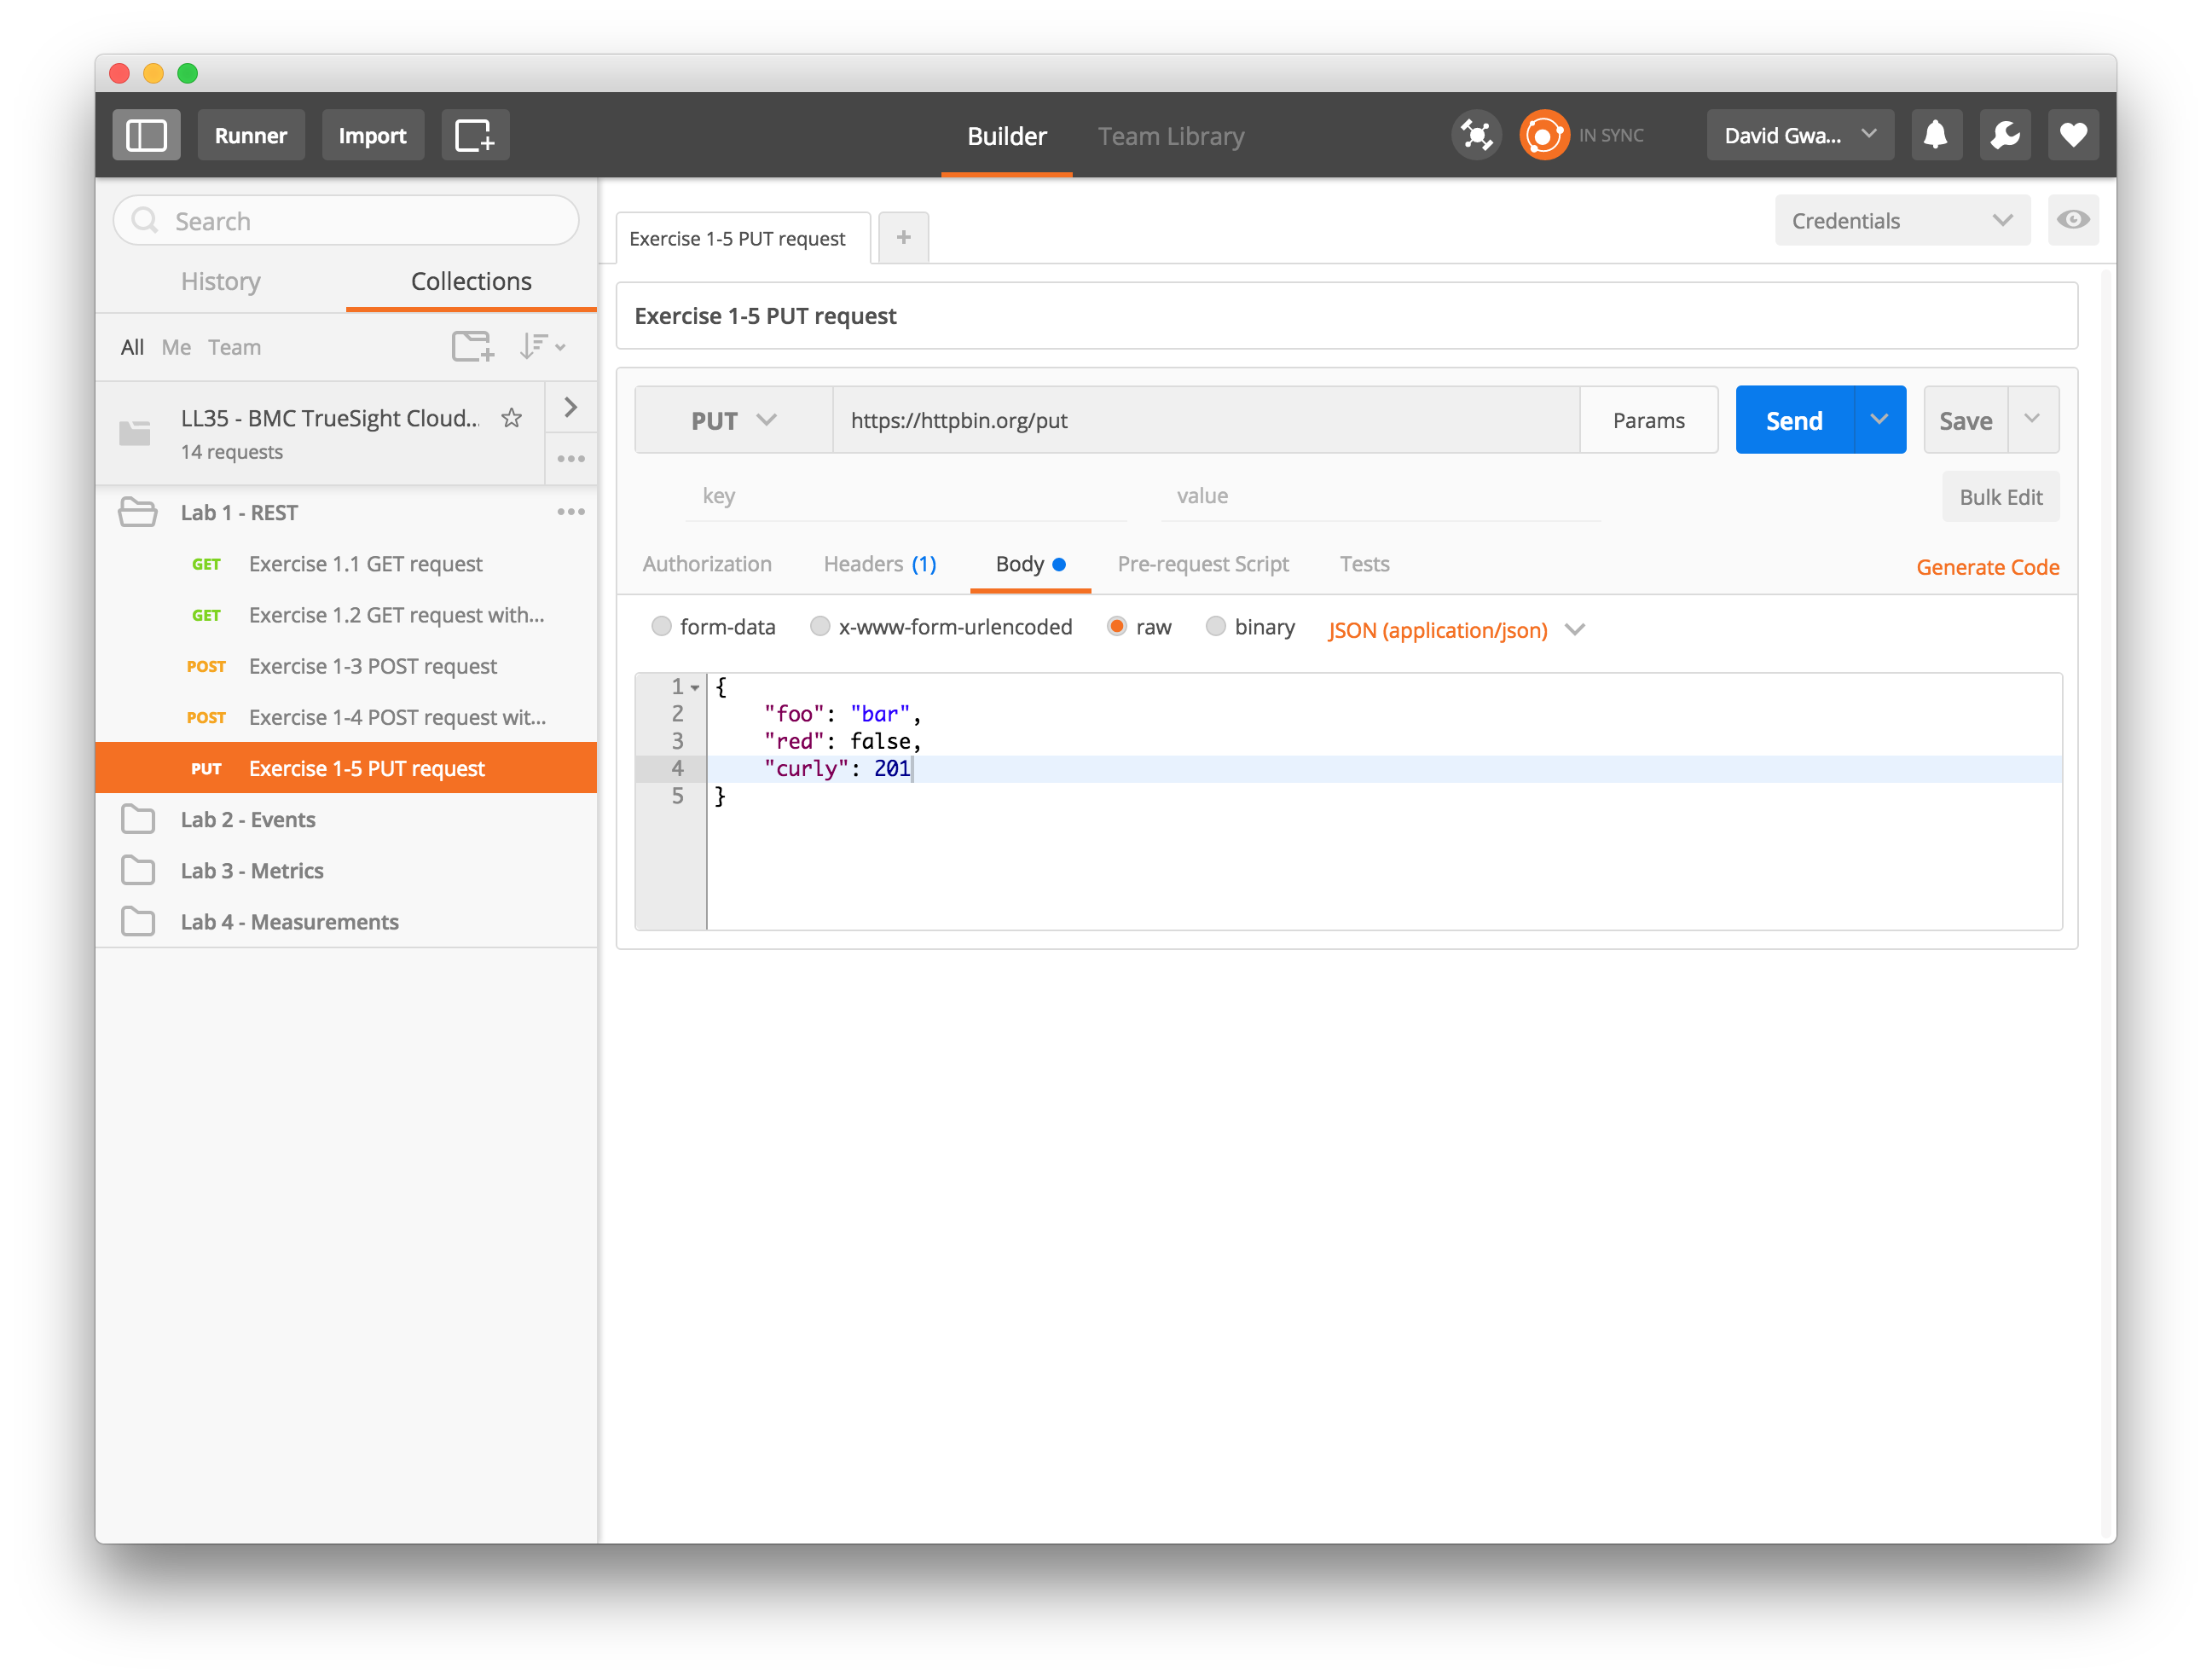 Runner Import Builder Team Library IN SYNC David Gwa...
Search
History Collections
All Me Team
LL35 - BMC TrueSight Cloud...
14 requests
Lab 1 - REST
GET Exercise 1.1 GET request
GET Exercise 1.2 GET request with...
POST Exercise 1-3 POST request
POST Exercise 1-4 POST request wit...
PUT Exercise 1-5 PUT request
Lab 2 - Events
Lab 3 - Metrics
Lab 4 - Measurements
Exercise 1-5 PUT request + Credentials
Exercise 1-5 PUT request
PUT https://httpbin.org/put Params Send Save
key value Bulk Edit
Authorization Headers (1) Body Pre-request Script Tests Generate Code
form-data x-www-form-urlencoded raw binary JSON (application/json)
1 {
2 "foo": "bar",
3 "red": false,
4 "curly": 201
5 }